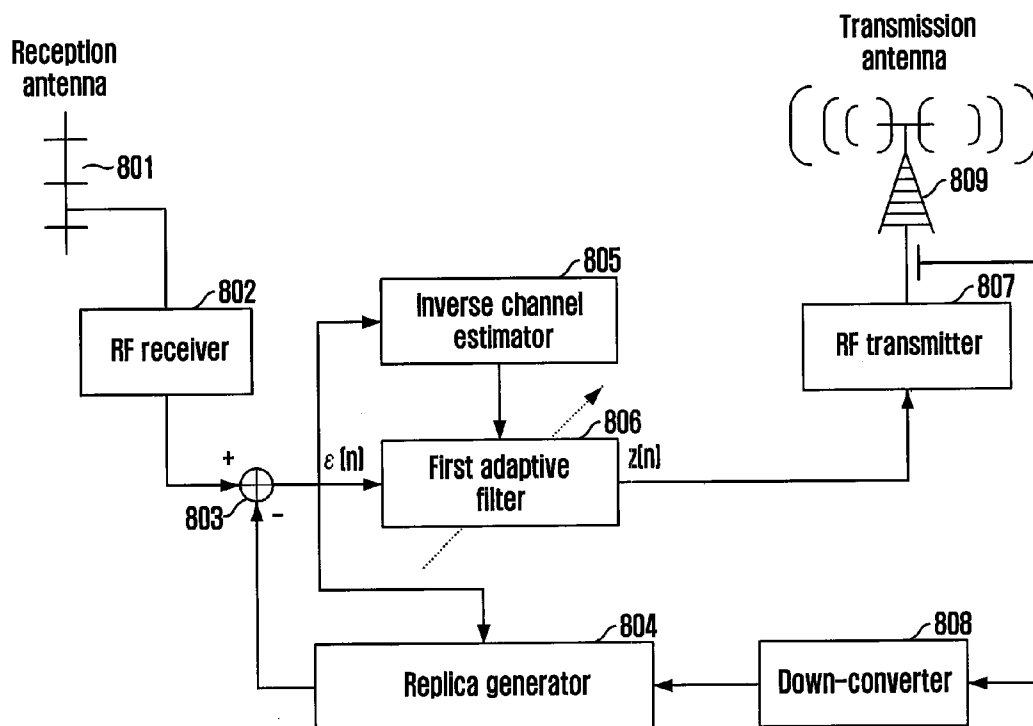 Reception
antenna
801
Transmission
antenna
809
802
RF receiver
805
Inverse channel
estimator
807
RF transmitter
806
First adaptive
filter
ε(n)
z(n)
+
803
-
804
Replica generator
808
Down-converter